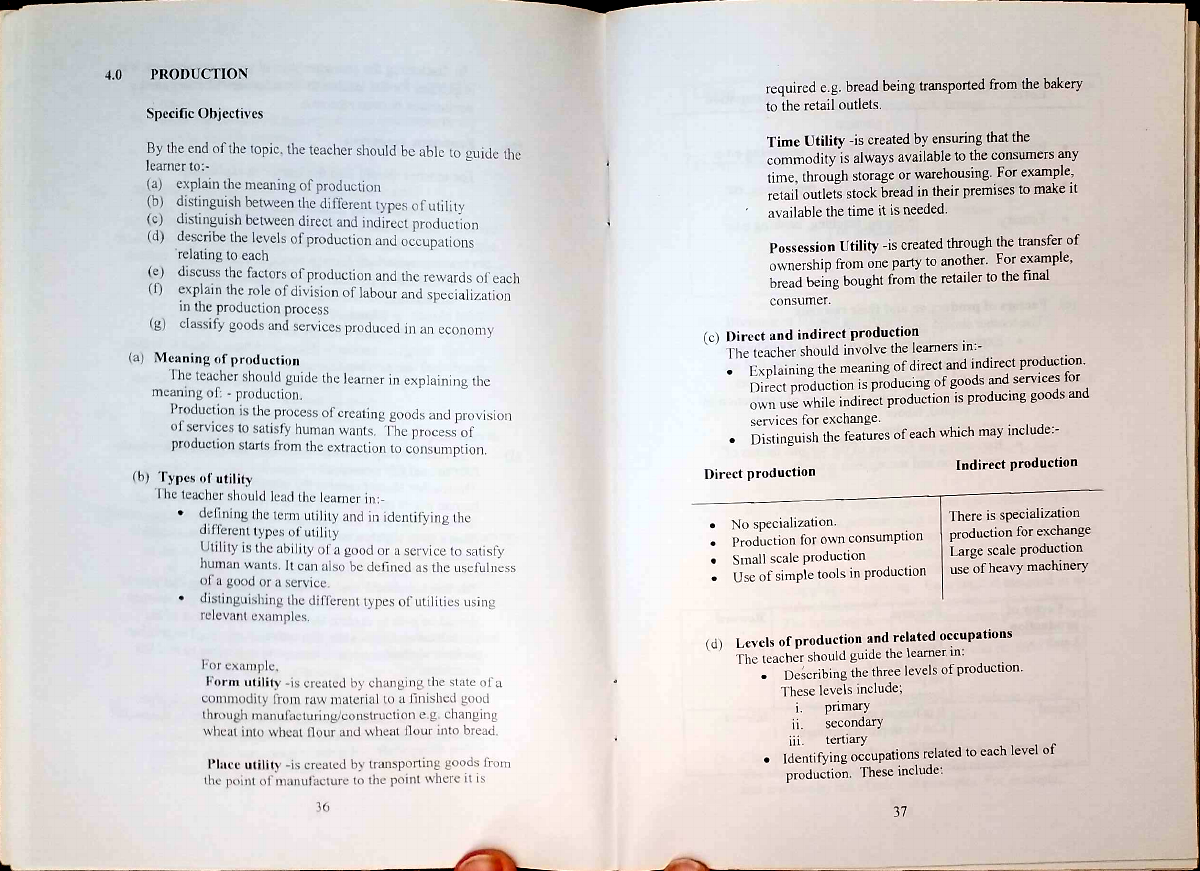 4.0 PRODUCTION
Specific Objectives
By the end of the topic, the teacher should be able to guide the
learner to:-
(a) explain the meaning of production
(b) distinguish between the different types of utility
(c) distinguish between direct and indirect production
(d) describe the levels of production and occupations
relating to each
(e) discuss the factors of production and the rewards of each
(f) explain the role of division of labour and specialization
in the production process
(g) classify goods and services produced in an economy
(a) Meaning of production
The teacher should guide the learner in explaining the
meaning of: - production.
Production is the process of creating goods and provision
of services to satisfy human wants. The process of
production starts from the extraction to consumption.
(b) Types of utility
The teacher should lead the learner in:-
• defining the term utility and in identifying the
different types of utility
Utility is the ability of a good or a service to satisfy
human wants. It can also be defined as the usefulness
of a good or a service.
• distinguishing the different types of utilities using
relevant examples.
For example,
Form utility -is created by changing the state of a
commodity from raw material to a finished good
through manufacturing/construction e.g. changing
wheat into wheat flour and wheat flour into bread.
Place utility -is created by transporting goods from
the point of manufacture to the point where it is
36
required e.g. bread being transported from the bakery
to the retail outlets.
Time Utility -is created by ensuring that the
commodity is always available to the consumers any
time, through storage or warehousing. For example,
retail outlets stock bread in their premises to make it
available the time it is needed.
Possession Utility -is created through the transfer of
ownership from one party to another. For example,
bread being bought from the retailer to the final
consumer.
(c) Direct and indirect production
The teacher should involve the learners in:-
• Explaining the meaning of direct and indirect production.
Direct production is producing of goods and services for
own use while indirect production is producing goods and
services for exchange.
• Distinguish the features of each which may include:-
Direct production Indirect production
• No specialization. There is specialization
• Production for own consumption production for exchange
• Small scale production Large scale production
• Use of simple tools in production use of heavy machinery
(d) Levels of production and related occupations
The teacher should guide the learner in:
• Describing the three levels of production.
These levels include;
i. primary
ii. secondary
iii. tertiary
• Identifying occupations related to each level of
production. These include:
37